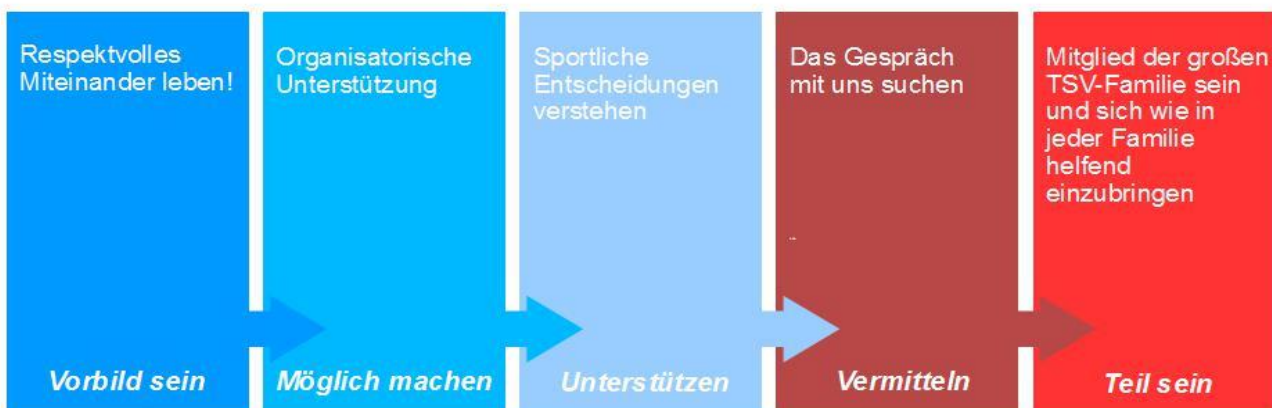 Respektvolles
Miteinander leben!
Vorbild sein
Organisatorische
Unterstützung
Möglich machen
Sportliche
Entscheidungen
verstehen
Unterstützen
Das Gespräch
mit uns suchen
Vermitteln
Mitglied der großen
TSV-Familie sein
und sich wie in
jeder Familie
helfend
einzubringen
Teil sein